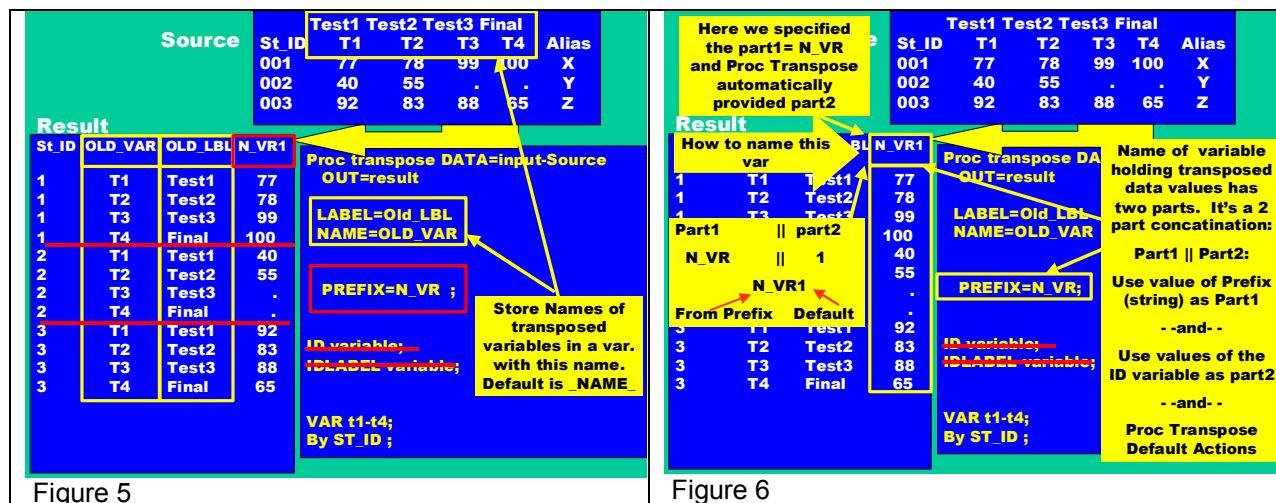 Test1 Test2 Test3 Final
Source St_ID T1 T2 T3 T4 Alias
001 77 78 99 100 X
002 40 55 . . Y
003 92 83 88 65 Z
Result
St_ID OLD_VAR OLD_LBL N_VR1
1 T1 Test1 77
1 T2 Test2 78
1 T3 Test3 99
1 T4 Final 100
2 T1 Test1 40
2 T2 Test2 55
2 T3 Test3 .
2 T4 Final .
3 T1 Test1 92
3 T2 Test2 83
3 T3 Test3 88
3 T4 Final 65
Proc transpose DATA=input-Source
OUT=result
LABEL=Old_LBL
NAME=OLD_VAR
PREFIX=N_VR ;
ID variable;
IDLABEL variable;
VAR t1-t4;
By ST_ID ;
Store Names of
transposed
variables in a var.
with this name.
Default is _NAME_
Figure 5
Here we specified
the part1= N_VR
and Proc Transpose
automatically
provided part2
e
Test1 Test2 Test3 Final
St_ID T1 T2 T3 T4 Alias
001 77 78 99 100 X
002 40 55 . . Y
003 92 83 88 65 Z
Result
How to name this
var
BL N_VR1
1 T1 Test1 77
1 T2 Test2 78
1 T3 Test3 99
100
40
55
.
.
92
3 T2 Test2 83
3 T3 Test3 88
3 T4 Final 65
Part1 || part2
N_VR || 1
N_VR1
From Prefix Default
3 T1 Test1
Proc transpose DA
OUT=result
LABEL=Old_LBL
NAME=OLD_VAR
PREFIX=N_VR;
ID variable;
IDLABEL variable;
VAR t1-t4;
By ST_ID ;
Name of variable
holding transposed
data values has
two parts. It's a 2
part concatination:
Part1 || Part2:
Use value of Prefix
(string) as Part1
- -and- -
Use values of the
ID variable as part2
- -and- -
Proc Transpose
Default Actions
Figure 6